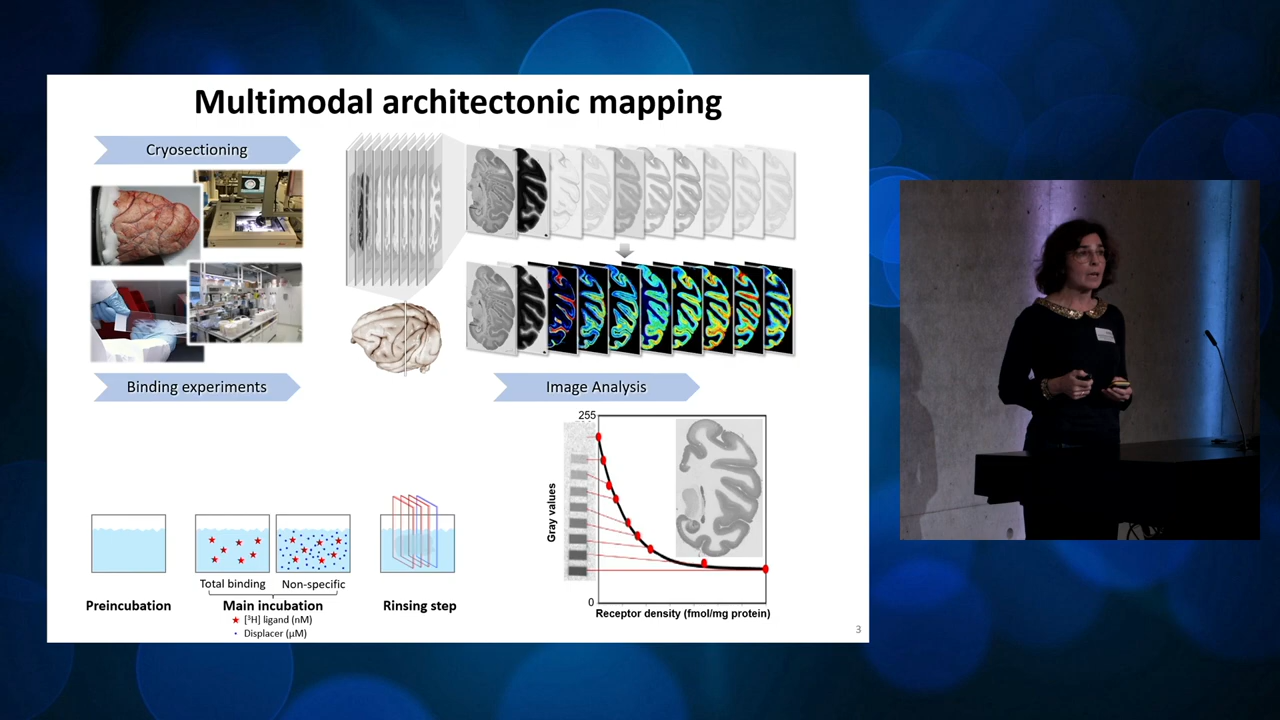 Multimodal architectonic mapping
Cryosectioning
Binding experiments
Image Analysis
255
Gray values
0
Receptor density (fmol/mg protein)
Total binding
Non-specific
Preincubation
Main incubation
Rinsing step
[³H] ligand (nM)
Displacer (µM)
3